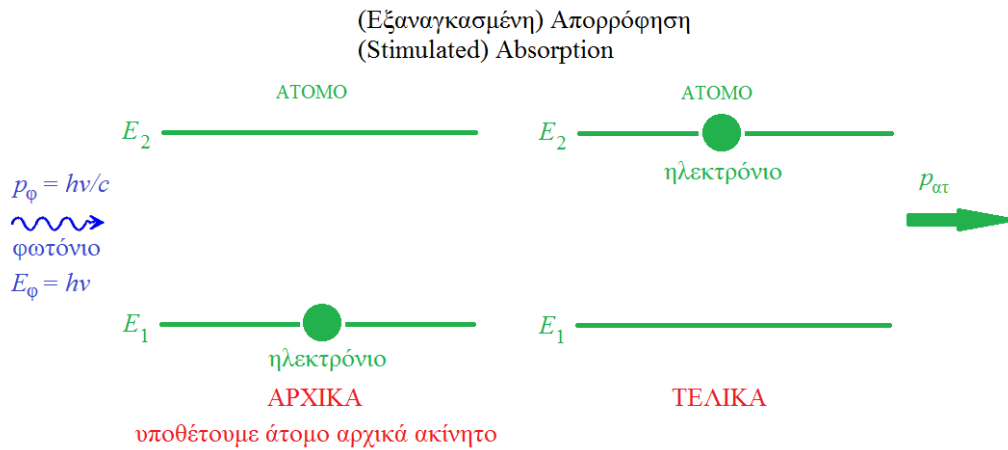 (Εξαναγκασμένη) Απορρόφηση
(Stimulated) Absorption
ΑΤΟΜΟ
E2
pφ = hν/c
φωτόνιο
Eφ = hν
E1
ηλεκτρόνιο
ΑΡΧΙΚΑ
υποθέτουμε άτομο αρχικά ακίνητο
ΑΤΟΜΟ
E2
ηλεκτρόνιο
E1
ΤΕΛΙΚΑ
pατ